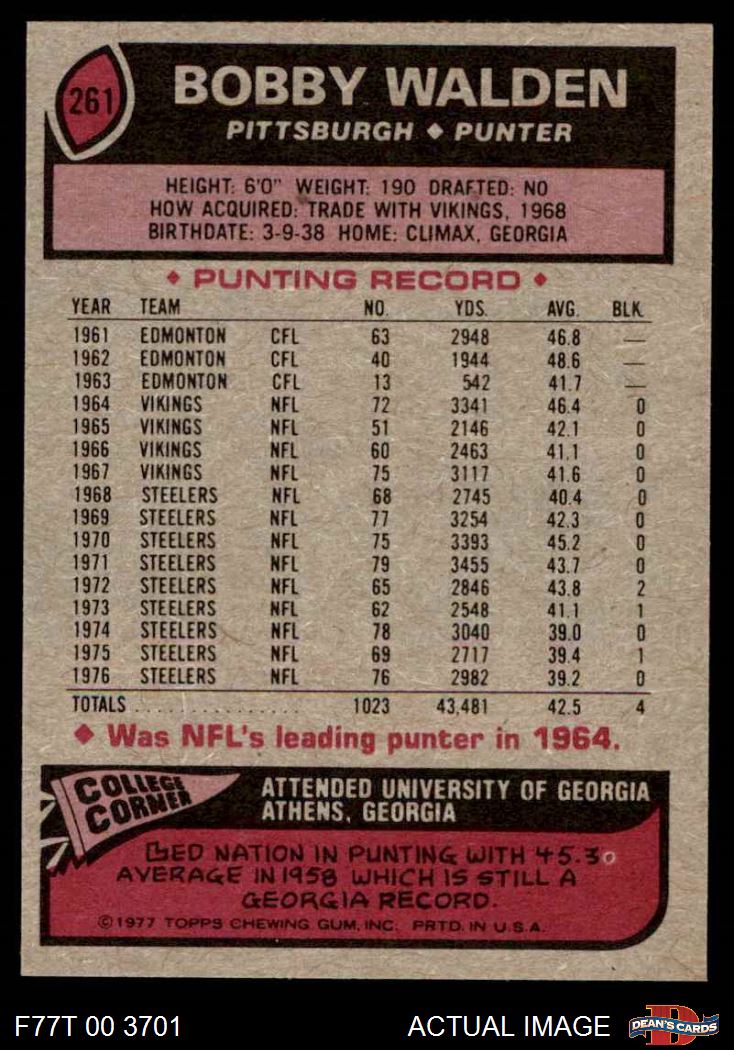 261
BOBBY WALDEN
PITTSBURGH ♦ PUNTER
HEIGHT: 6'0" WEIGHT: 190 DRAFTED: NO
HOW ACQUIRED: TRADE WITH VIKINGS, 1968
BIRTHDATE: 3-9-38 HOME: CLIMAX, GEORGIA
♦ PUNTING RECORD ♦
YEAR TEAM NO. YDS. AVG. BLK.
1961 EDMONTON CFL 63 2948 46.8 —
1962 EDMONTON CFL 40 1944 48.6 —
1963 EDMONTON CFL 13 542 41.7 —
1964 VIKINGS NFL 72 3341 46.4 0
1965 VIKINGS NFL 51 2146 42.1 0
1966 VIKINGS NFL 60 2463 41.1 0
1967 VIKINGS NFL 75 3117 41.6 0
1968 STEELERS NFL 68 2745 40.4 0
1969 STEELERS NFL 77 3254 42.3 0
1970 STEELERS NFL 75 3393 45.2 0
1971 STEELERS NFL 79 3455 43.7 0
1972 STEELERS NFL 65 2846 43.8 2
1973 STEELERS NFL 62 2548 41.1 1
1974 STEELERS NFL 78 3040 39.0 0
1975 STEELERS NFL 69 2717 39.4 1
1976 STEELERS NFL 76 2982 39.2 0
TOTALS . . . . . . . . . . . . . . . . 1023 43,481 42.5 4
♦ Was NFL's leading punter in 1964.
COLLEGE
CORNER
ATTENDED UNIVERSITY OF GEORGIA
ATHENS, GEORGIA
LED NATION IN PUNTING WITH 45.30
AVERAGE IN 1958 WHICH IS STILL A
GEORGIA RECORD.
©1977 TOPPS CHEWING GUM, INC. PRTD. IN U.S.A.
F77T 00 3701 ACTUAL IMAGE
D
DEAN'S CARDS